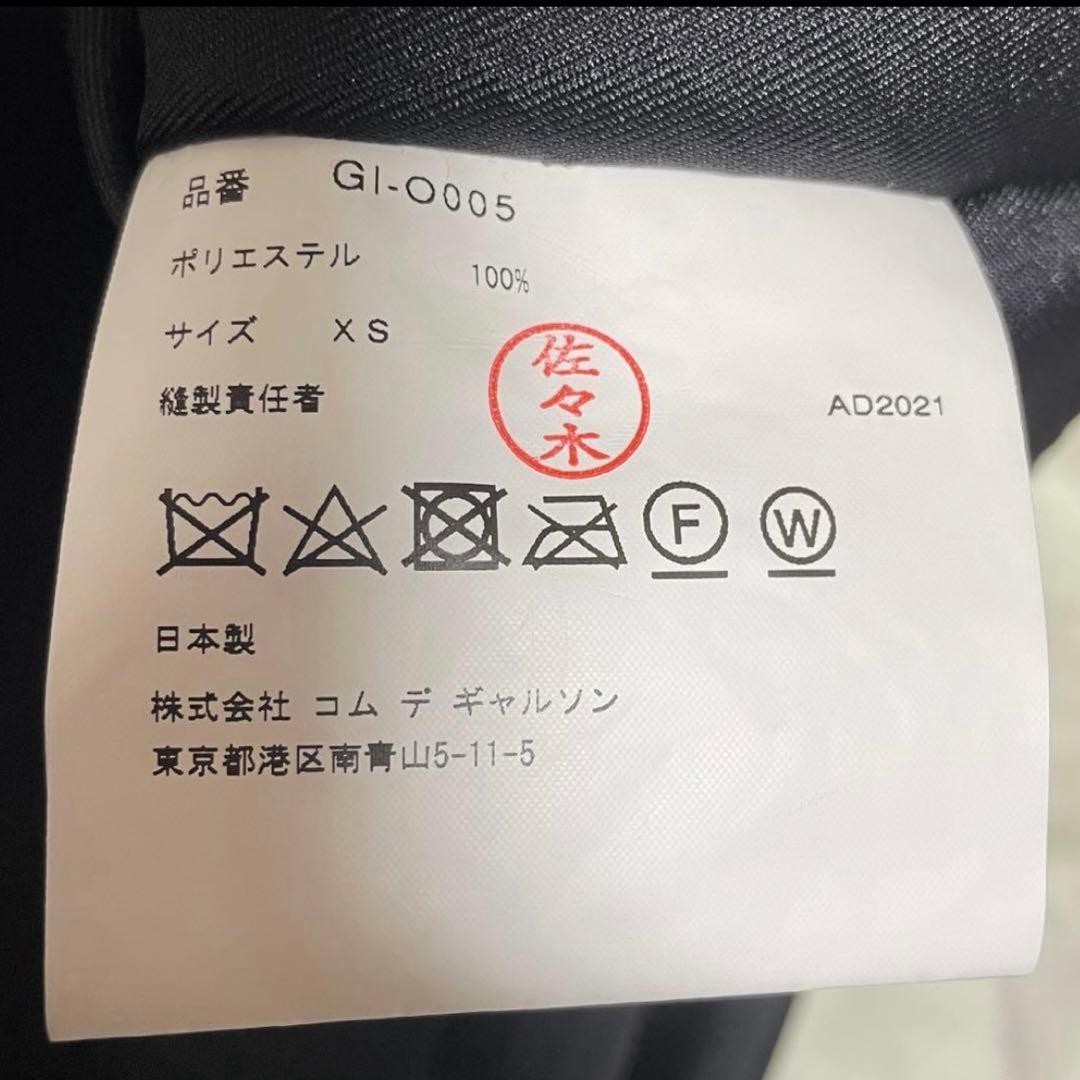 品番 GI-O005
ポリエステル 100%
サイズ XS
縫製責任者 佐々木 AD2021
F W
日本製
株式会社 コム デ ギャルソン
東京都港区南青山5-11-5